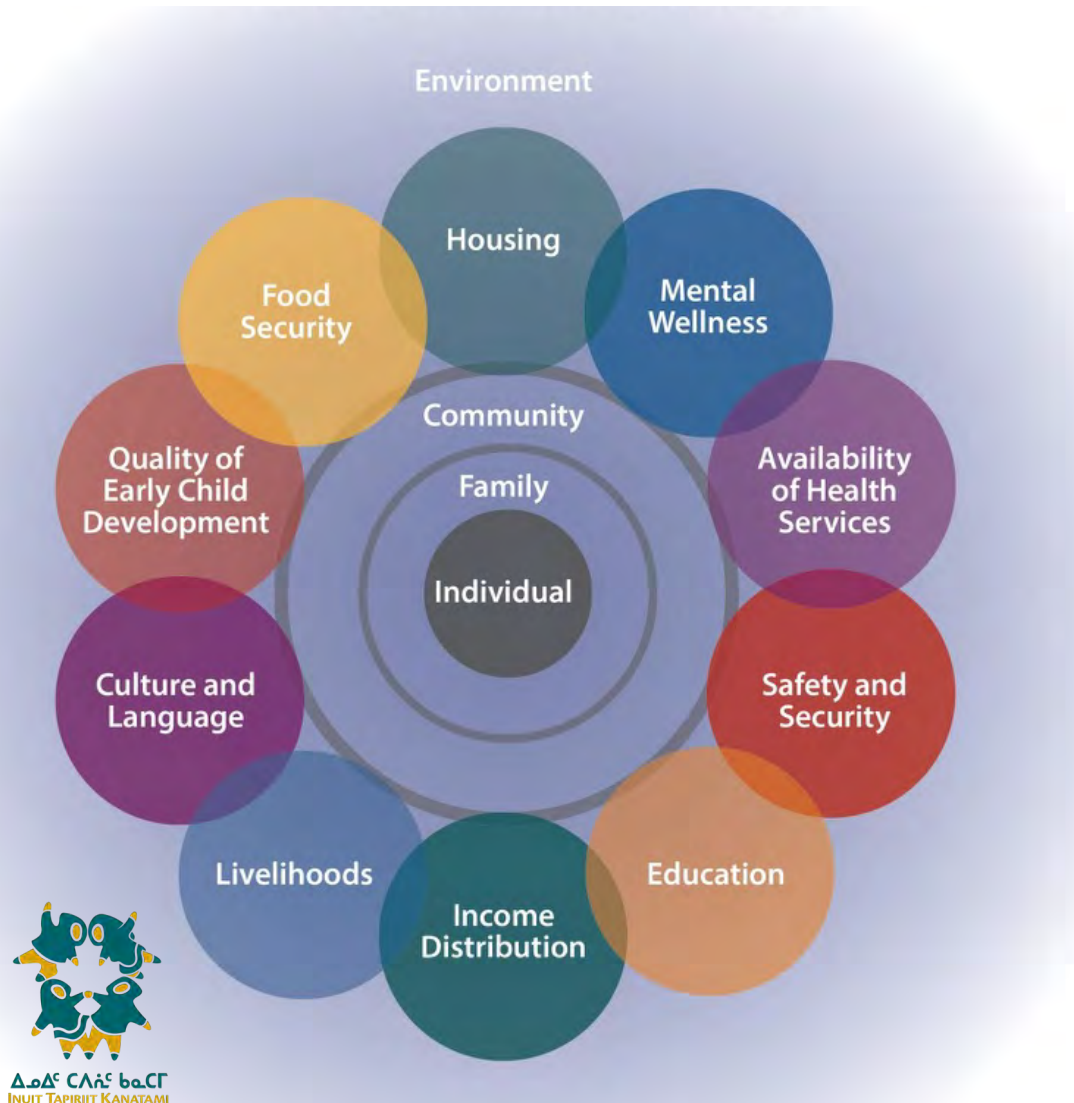 Environment
Housing
Mental
Wellness
Availability
of Health
Services
Safety and
Security
Education
Income
Distribution
Livelihoods
Culture and
Language
Quality of
Early Child
Development
Food
Security
Community
Family
Individual
ᐃᓄᐃᑦ ᑕᐱᕇᑦ ᑲᓇᑕᒥ
INUIT TAPIRIIT KANATAMI